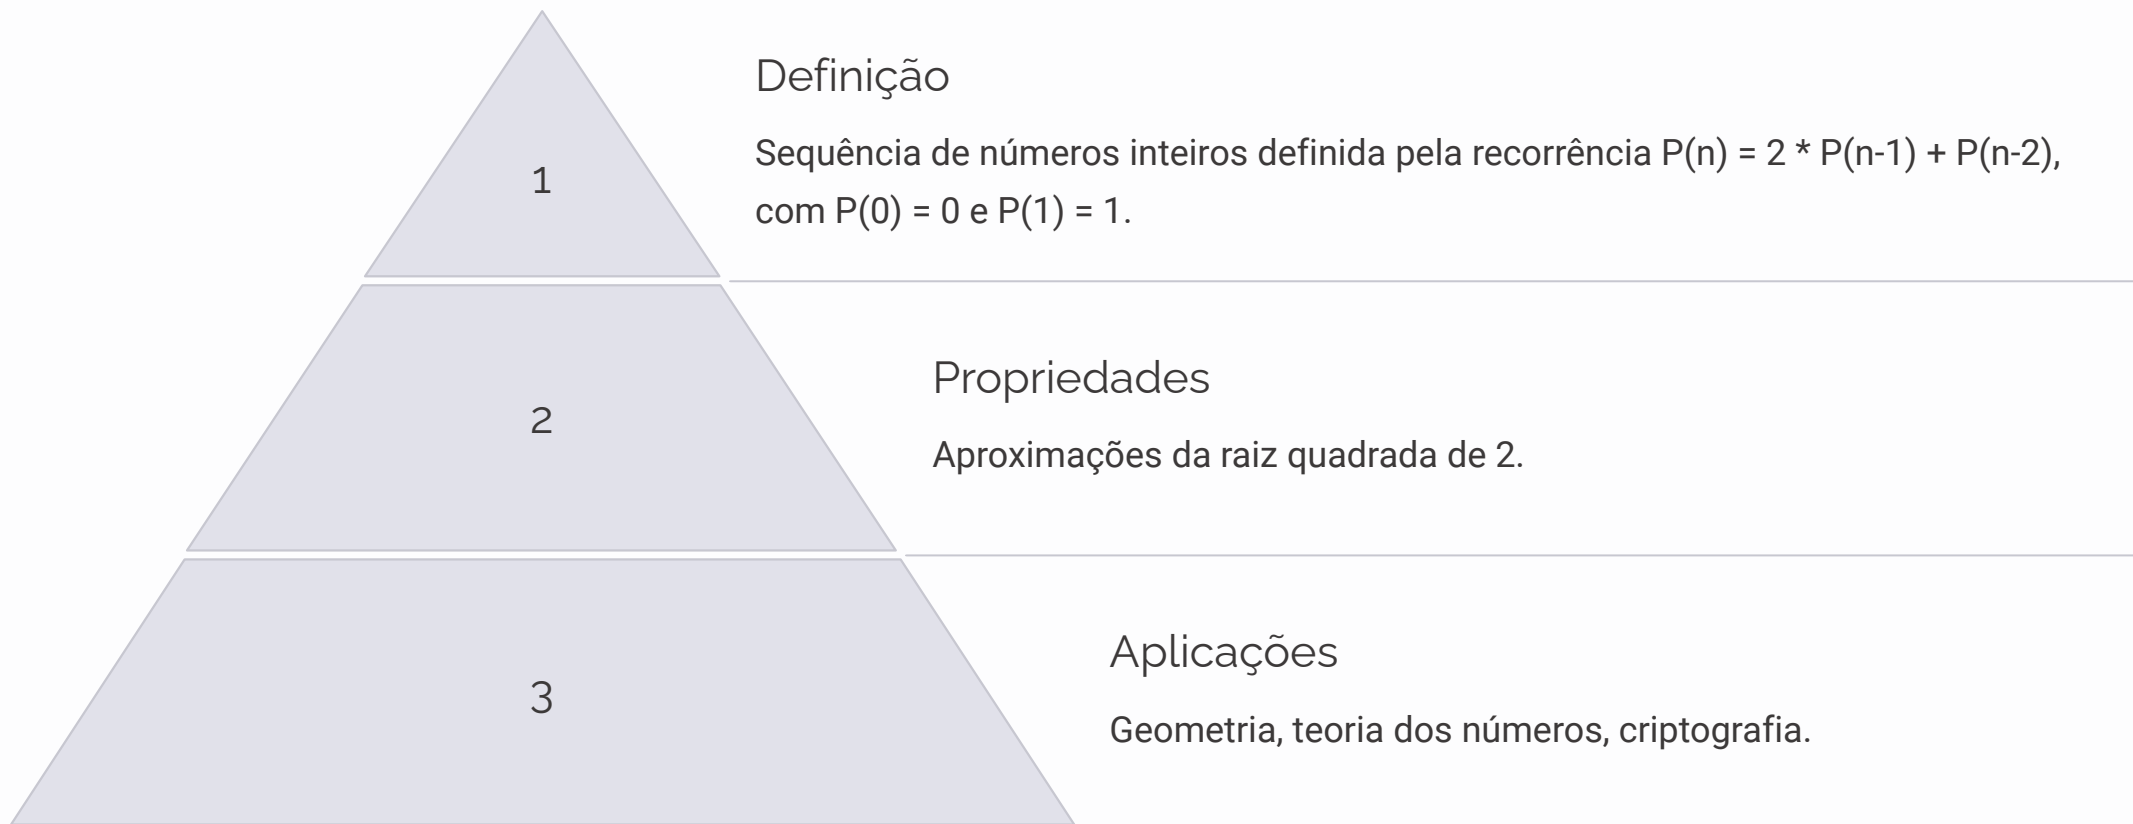 1
Definição
Sequência de números inteiros definida pela recorrência P(n) = 2 * P(n-1) + P(n-2),
com P(0) = 0 e P(1) = 1.
2
Propriedades
Aproximações da raiz quadrada de 2.
3
Aplicações
Geometria, teoria dos números, criptografia.